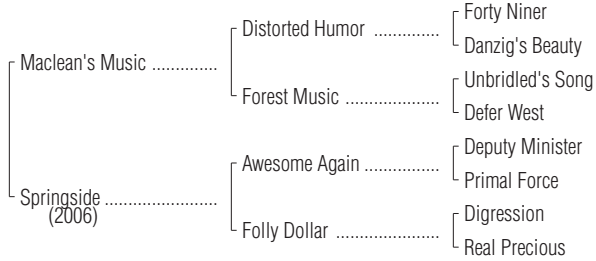 Forty Niner
Distorted Humor ..............
Danzig's Beauty
Maclean's Music ..............
Unbridled's Song
Forest Music ....................
Defer West
Deputy Minister
Awesome Again ................
Primal Force
Springside ........................
(2006)
Digression
Folly Dollar ......................
Real Precious